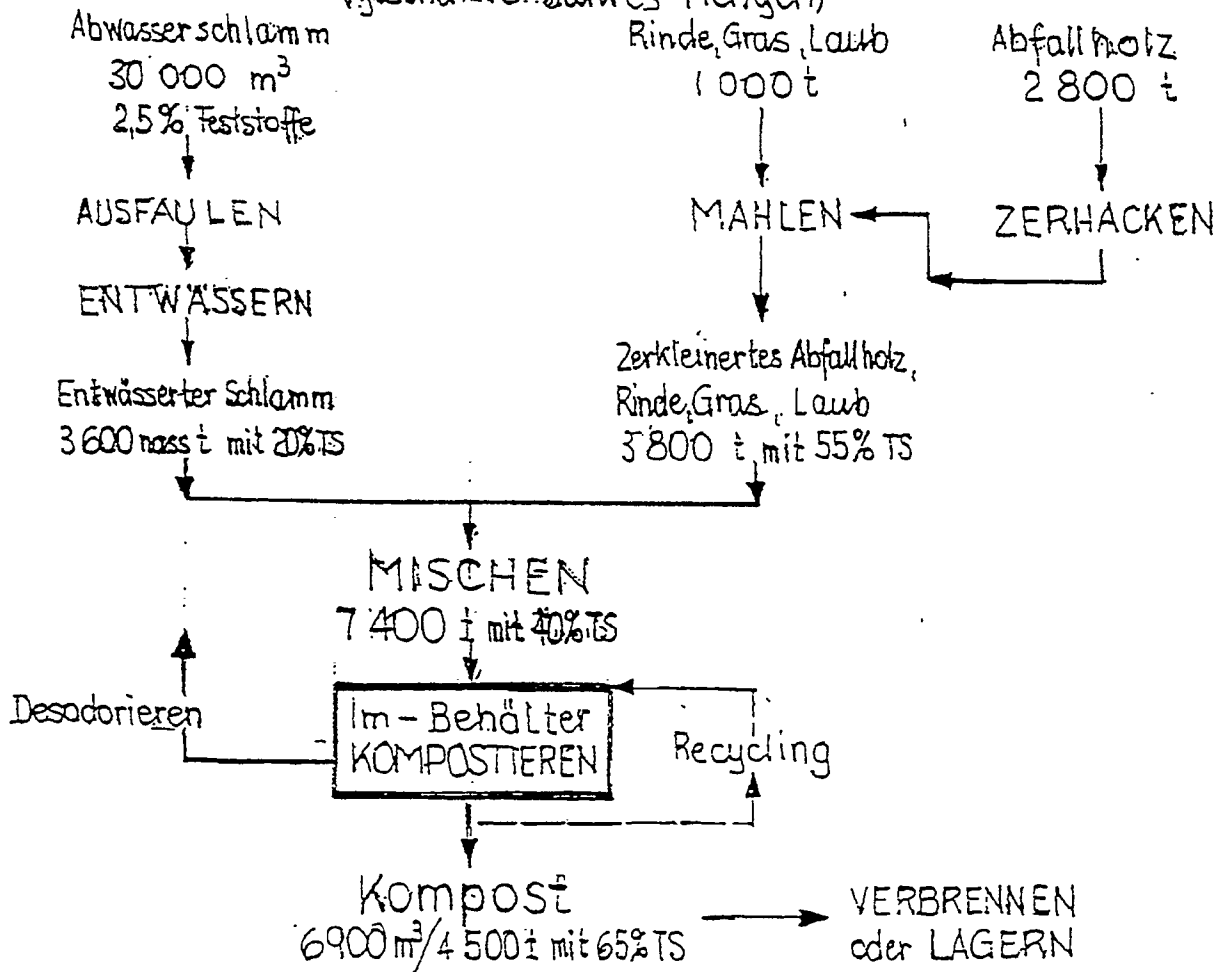 Abwasserschlamm
30'000 m³
2,5% Feststoffe
Rinde, Gras, Laub
1000 t
Abfallholz
2 800 t
AUSFAULEN
MAHLEN
ZERHACKEN
ENTWÄSSERN
Entwässerter Schlamm
3 600 nass t mit 20% TS
Zerkleinertes Abfallholz,
Rinde, Gras, Laub
3'800 t mit 55% TS
MISCHEN
7'400 t mit 40% TS
Desodorieren
Im-Behälter
KOMPOSTIEREN
Recycling
Kompost
6900 m³/4 500 t mit 65% TS
VERBRENNEN
oder LAGERN